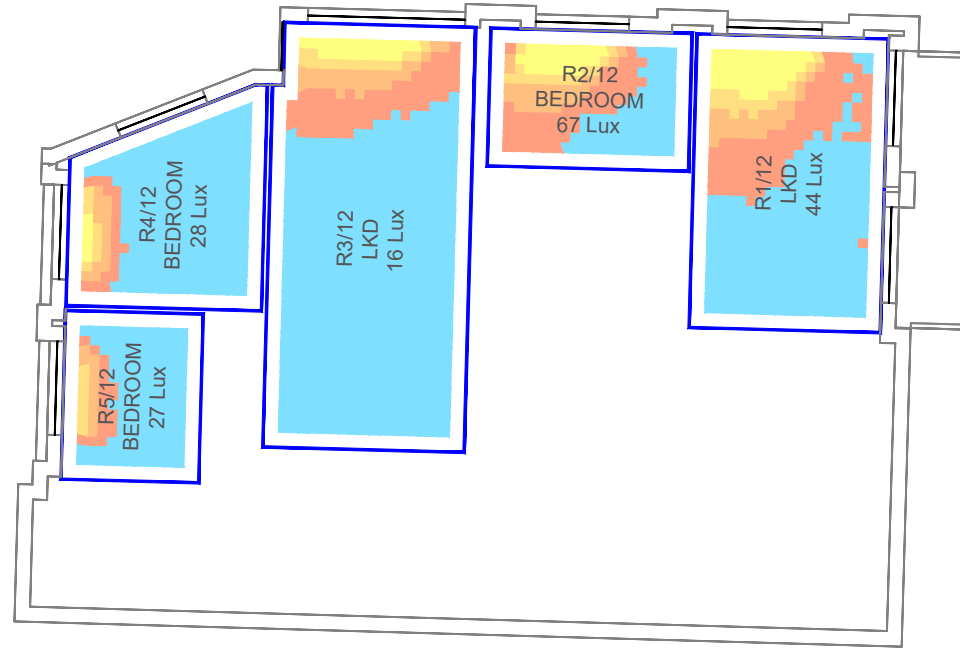 R4/12
BEDROOM
28 Lux
R3/12
LKD
16 Lux
R2/12
BEDROOM
67 Lux
R1/12
LKD
44 Lux
R5/12
BEDROOM
27 Lux